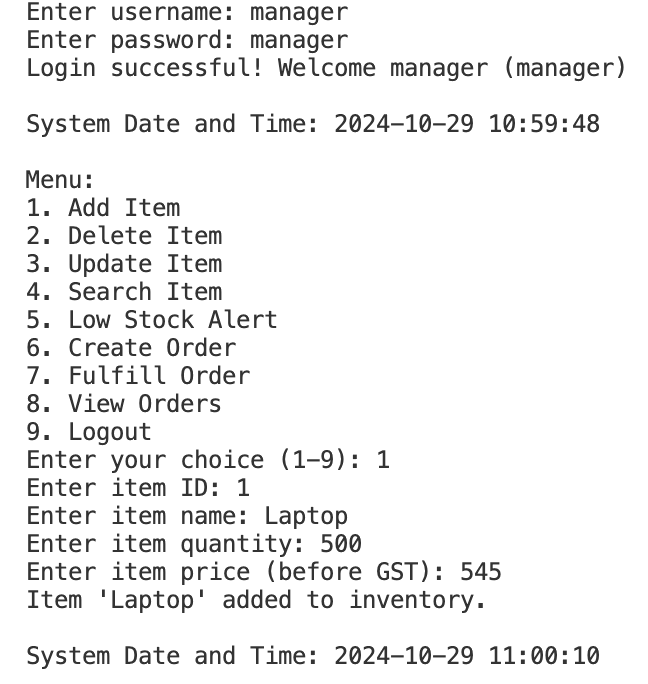 Enter username: manager
Enter password: manager
Login successful! Welcome manager (manager)
System Date and Time: 2024-10-29 10:59:48
Menu:
1. Add Item
2. Delete Item
3. Update Item
4. Search Item
5. Low Stock Alert
6. Create Order
7. Fulfill Order
8. View Orders
9. Logout
Enter your choice (1-9): 1
Enter item ID: 1
Enter item name: Laptop
Enter item quantity: 500
Enter item price (before GST): 545
Item 'Laptop' added to inventory.
System Date and Time: 2024-10-29 11:00:10